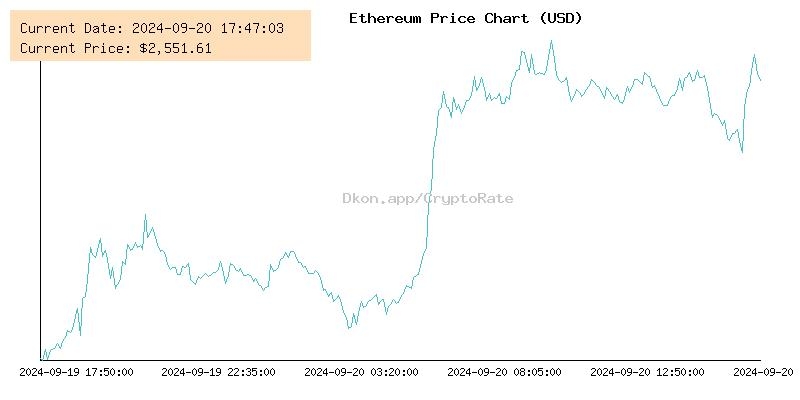 Ethereum Price Chart (USD)
Current Date: 2024-09-20 17:47:03
Current Price: $2,551.61
Dkon.app/CryptoRate
2024-09-19 17:50:00
2024-09-19 22:35:00
2024-09-20 03:20:00
2024-09-20 08:05:00
2024-09-20 12:50:00
2024-09-20